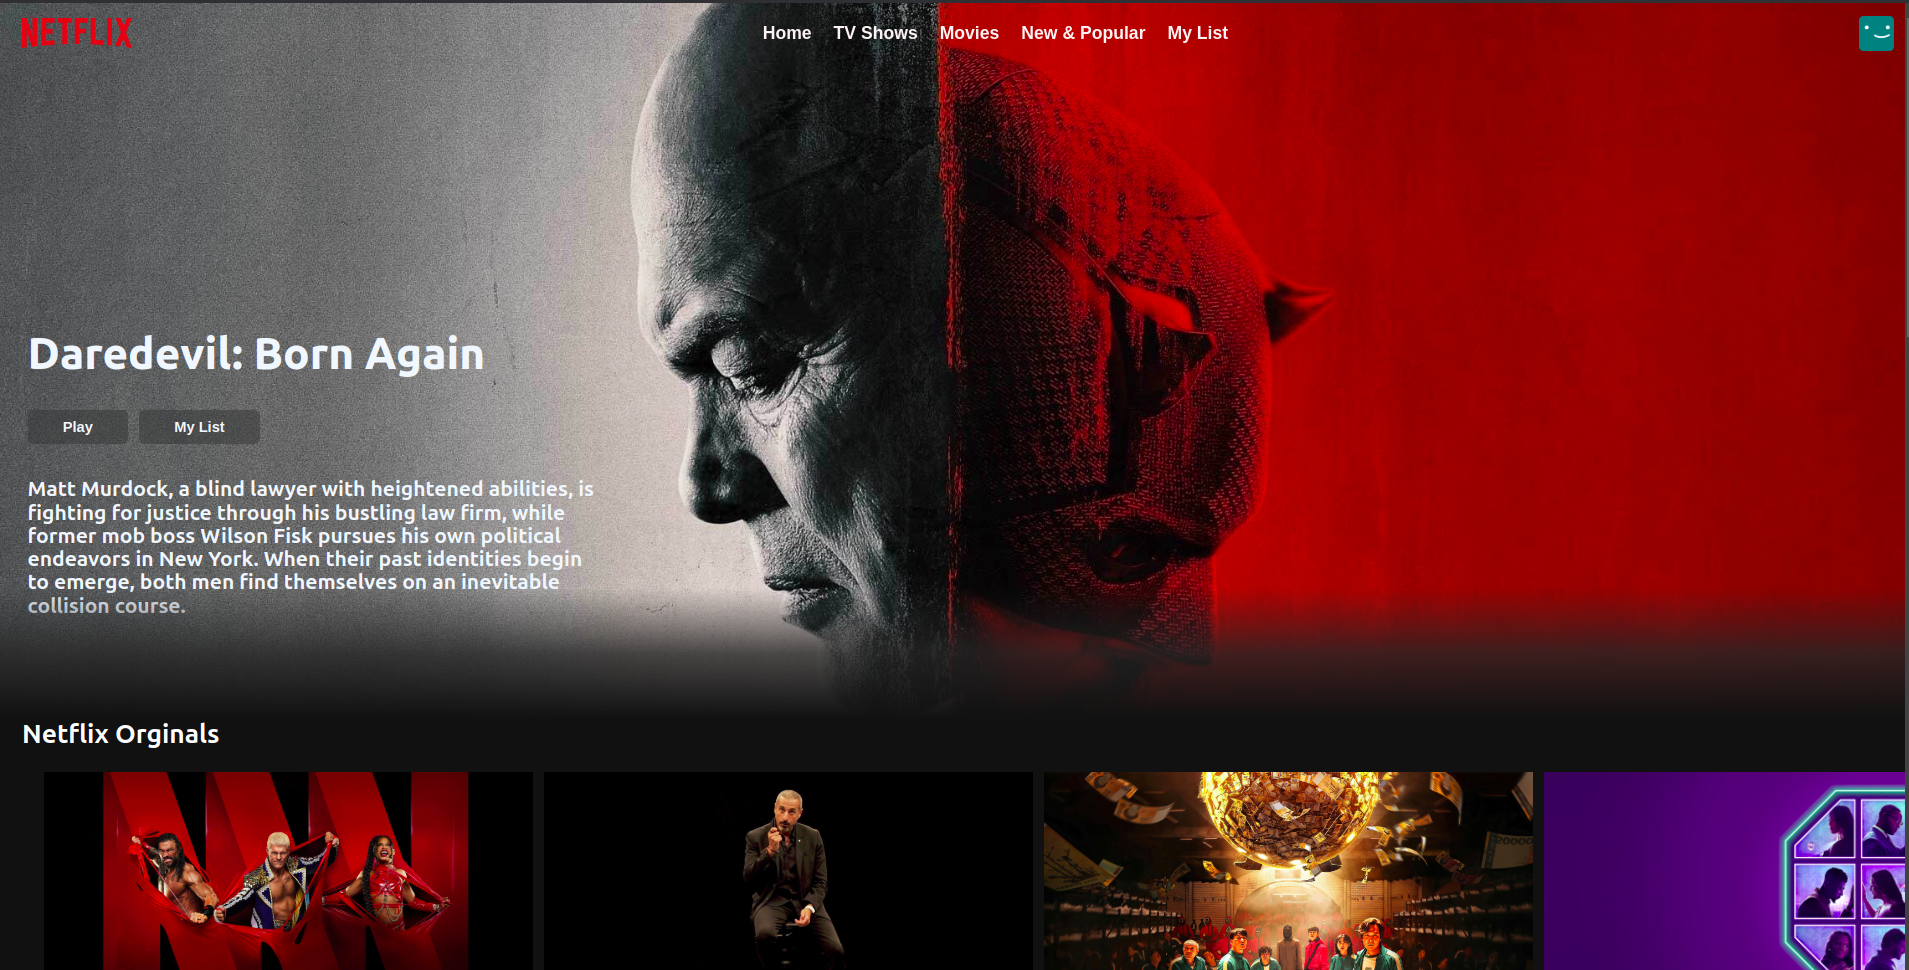 NETFLIX
Home
TV Shows
Movies
New & Popular
My List
Daredevil: Born Again
Play
My List
Matt Murdock, a blind lawyer with heightened abilities, is
fighting for justice through his bustling law firm, while
former mob boss Wilson Fisk pursues his own political
endeavors in New York. When their past identities begin
to emerge, both men find themselves on an inevitable
collision course.
Netflix Orginals